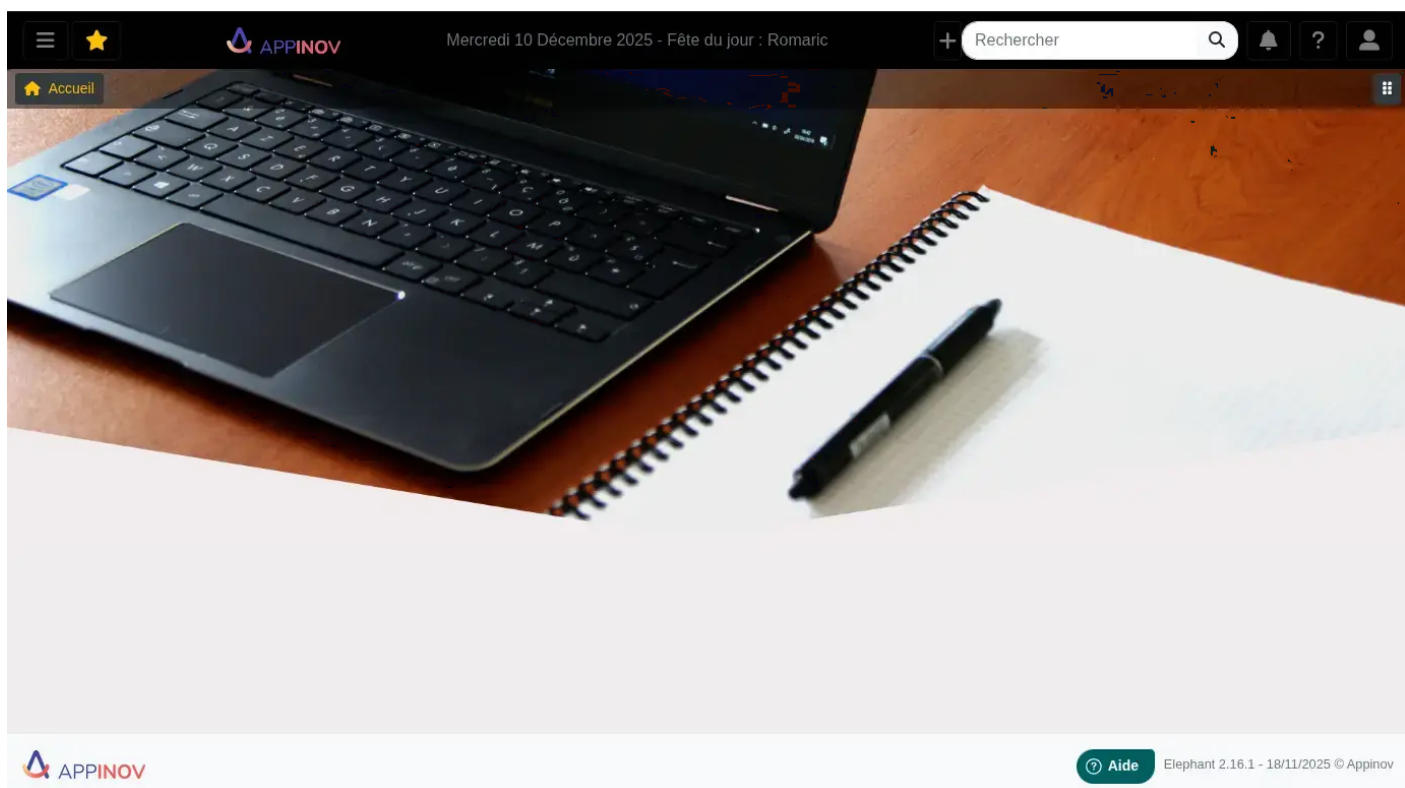 APPINOV
Mercredi 10 Décembre 2025 - Fête du jour : Romaric
Rechercher
?
Accueil
APPINOV
? Aide
Elephant 2.16.1 - 18/11/2025 © Appinov